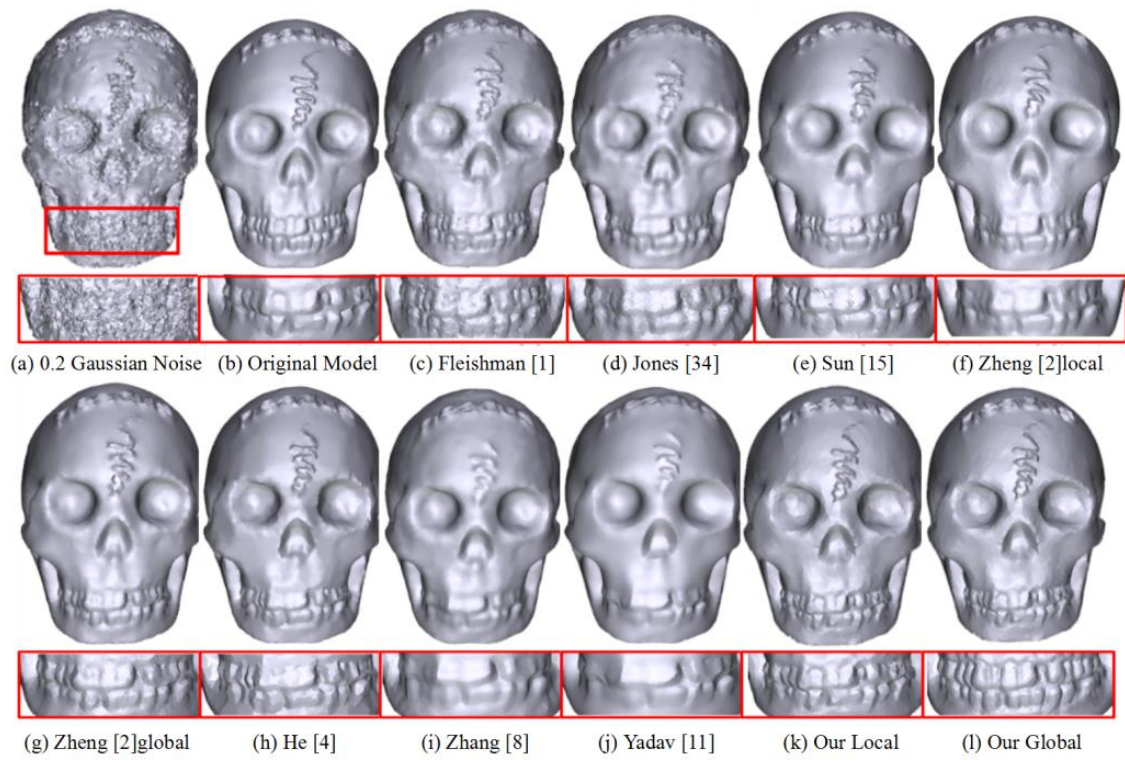 (a) 0.2 Gaussian Noise (b) Original Model (c) Fleishman [1] (d) Jones [34] (e) Sun [15] (f) Zheng [2]local
(g) Zheng [2]global (h) He [4] (i) Zhang [8] (j) Yadav [11] (k) Our Local (l) Our Global